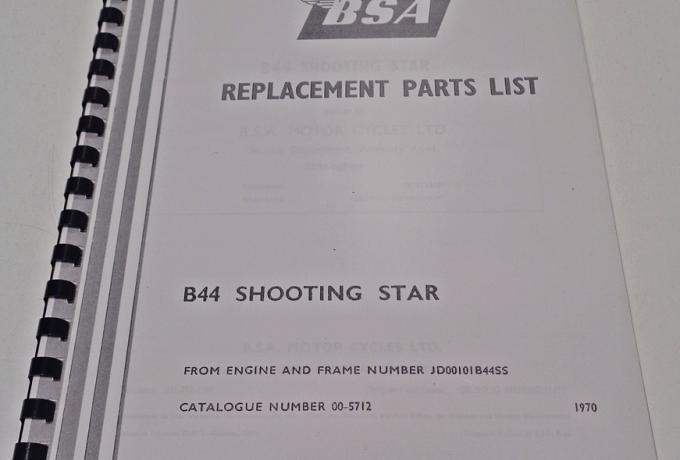 BSA
REPLACEMENT PARTS LIST
B44 SHOOTING STAR
FROM ENGINE AND FRAME NUMBER JD00101B44SS
CATALOGUE NUMBER 00-5712
1970